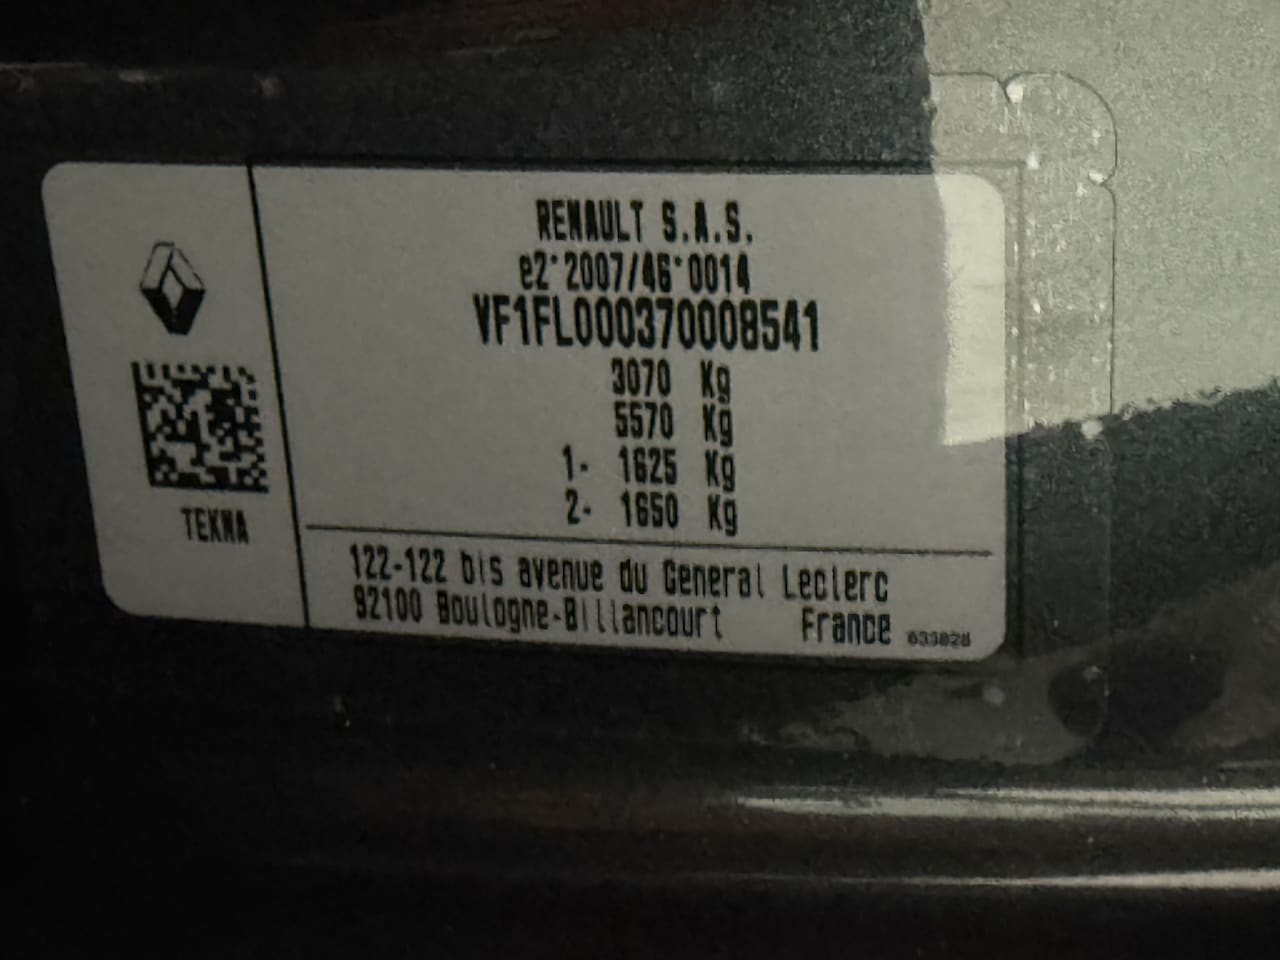 RENAULT S.A.S.
e2*2007/46*0014
VF1FL000370008541
3070 Kg
5570 Kg
1- 1625 Kg
2- 1650 Kg
TEKNA
122-122 bis avenue du General Leclerc
92100 Boulogne-Billancourt France